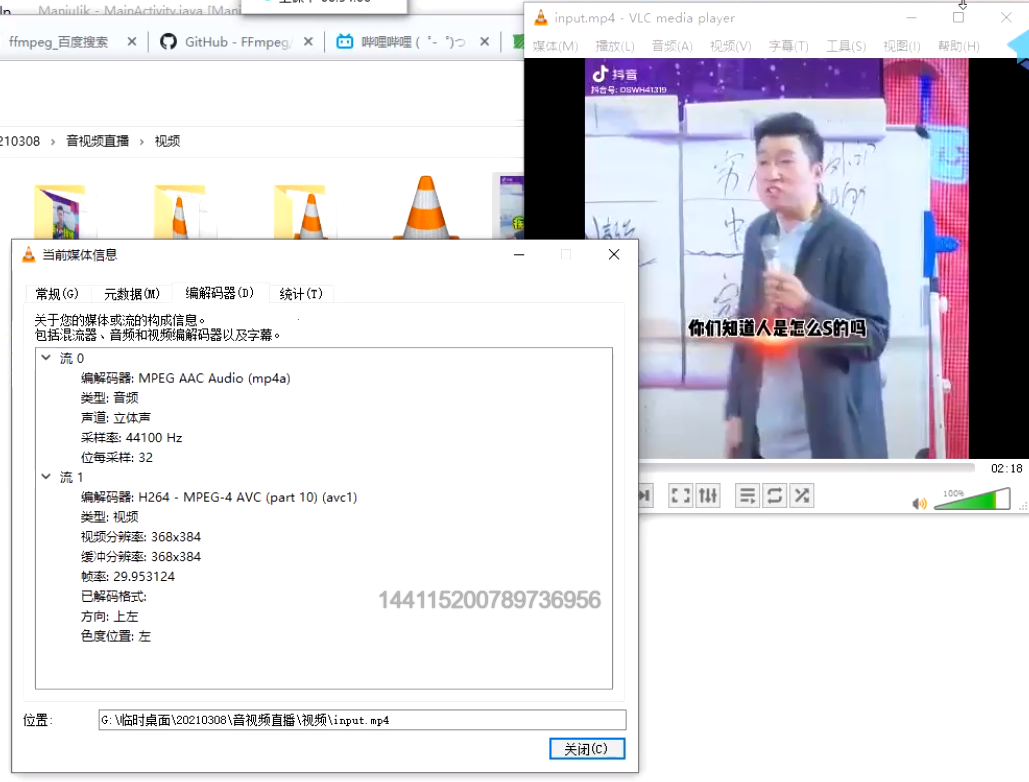 Manjulik - MainActivity.java [Manj
ffmpeg_百度搜索
GitHub - FFmpeg/
哔哩哔哩 (゜-゜)つ
210308 › 音视频直播 › 视频
input.mp4 - VLC media player
媒体(M) 播放(L) 音频(A) 视频(V) 字幕(T) 工具(S) 视图(I) 帮助(H)
抖音
抖音号: DSWH41319
你们知道人是怎么S的吗
02:18
100%
当前媒体信息
常规(G) 元数据(M) 编解码器(D) 统计(T)
关于您的媒体或流的构成信息。
包括混流器、音频和视频编解码器以及字幕。
流 0
编解码器: MPEG AAC Audio (mp4a)
类型: 音频
声道: 立体声
采样率: 44100 Hz
位每采样: 32
流 1
编解码器: H264 - MPEG-4 AVC (part 10) (avc1)
类型: 视频
视频分辨率: 368x384
缓冲分辨率: 368x384
帧率: 29.953124
已解码格式:
方向: 上左
色度位置: 左
144115200789736956
位置: G:\临时桌面\20210308\音视频直播\视频\input.mp4
关闭(C)